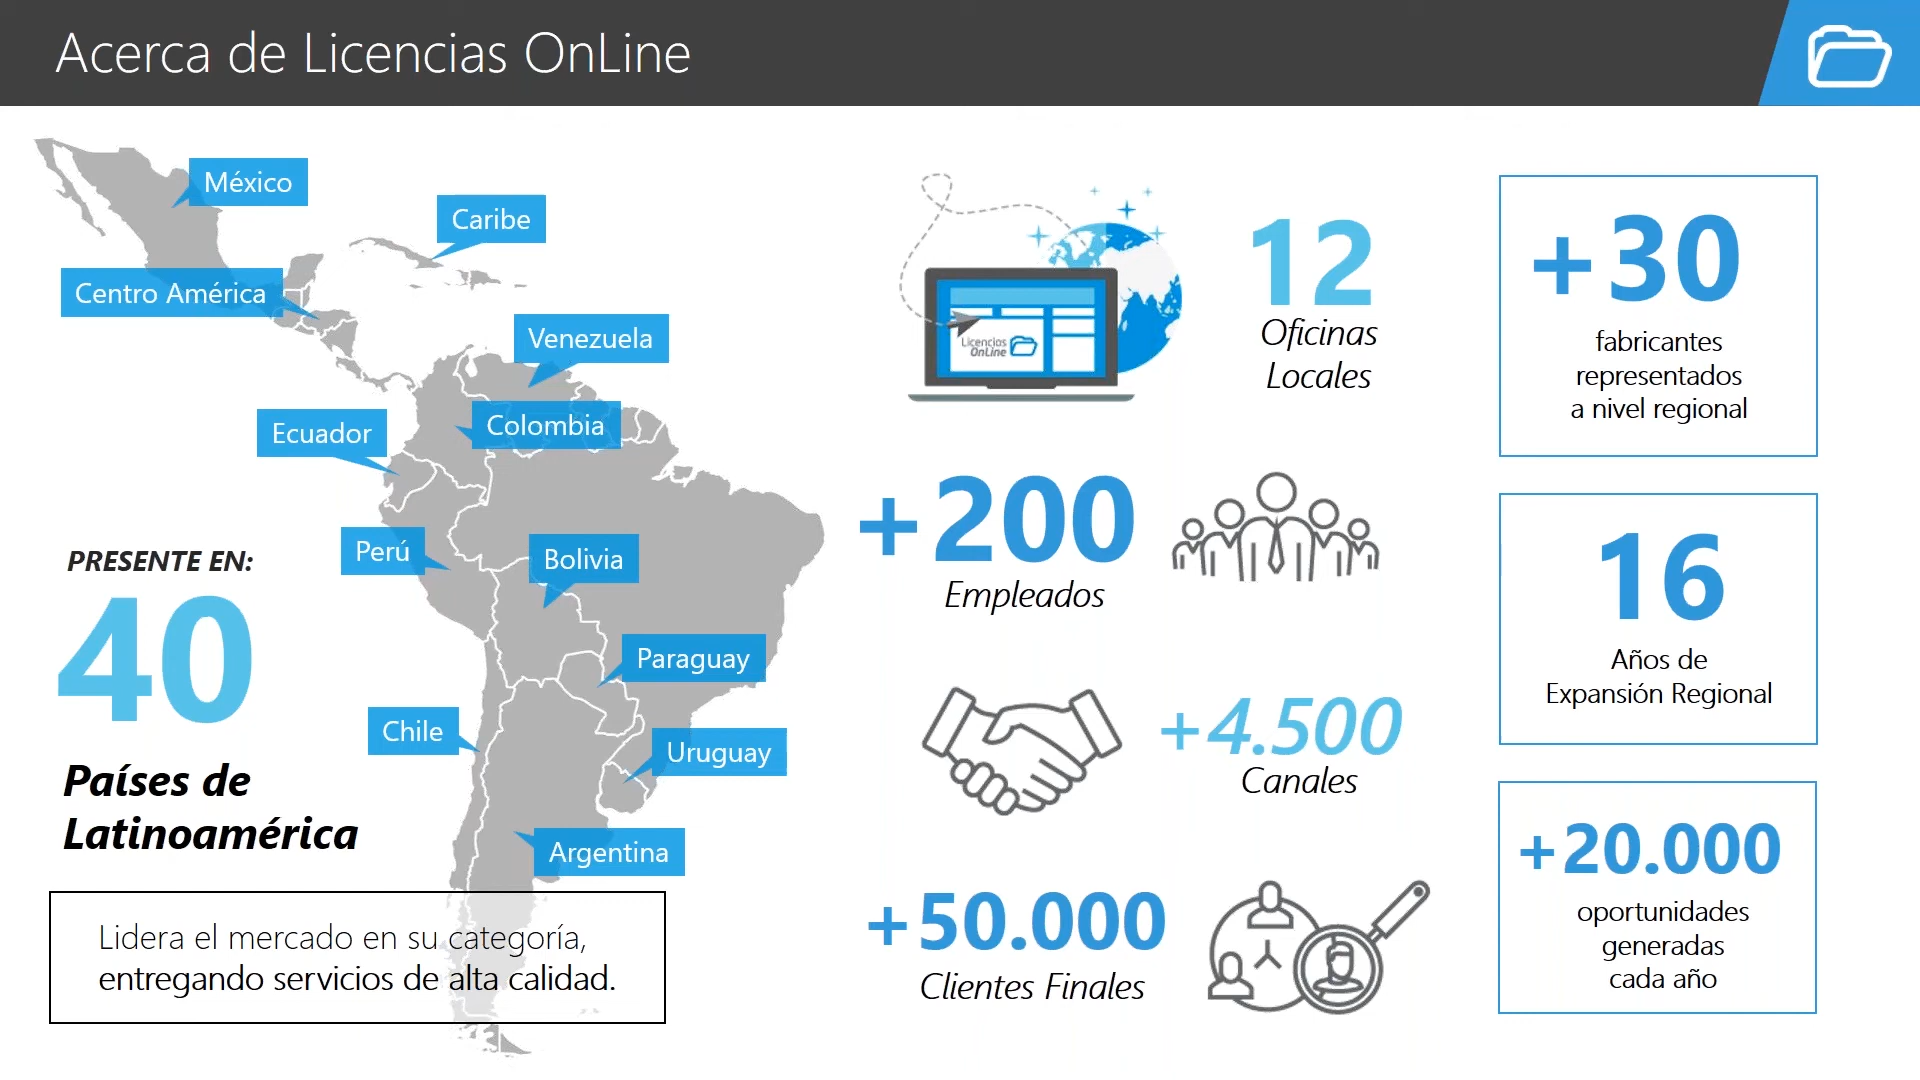 Acerca de Licencias OnLine
México
Caribe
Centro América
Venezuela
Colombia
Ecuador
Perú
Bolivia
Paraguay
Chile
Uruguay
Argentina
PRESENTE EN:
40
Países de
Latinoamérica
Lidera el mercado en su categoría,
entregando servicios de alta calidad.
Licencias
OnLine
12
Oficinas
Locales
+200
Empleados
+4.500
Canales
+50.000
Clientes Finales
+30
fabricantes
representados
a nivel regional
16
Años de
Expansión Regional
+20.000
oportunidades
generadas
cada año